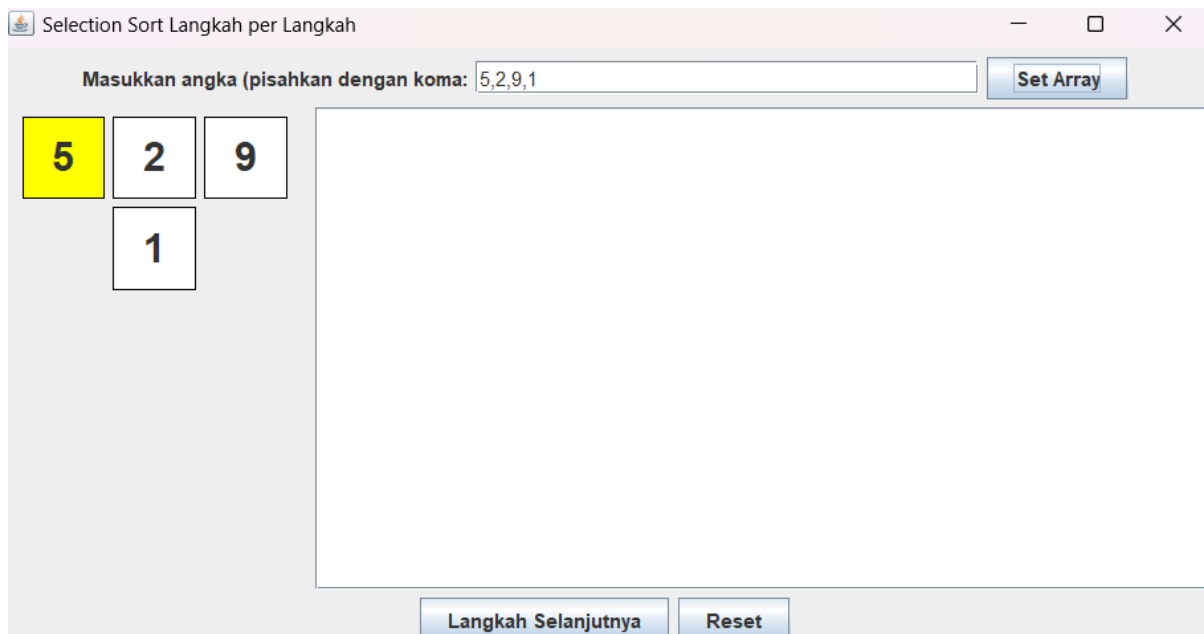 Selection Sort Langkah per Langkah
Masukkan angka (pisahkan dengan koma: 5,2,9,1 Set Array
5 2 9
1
Langkah Selanjutnya Reset